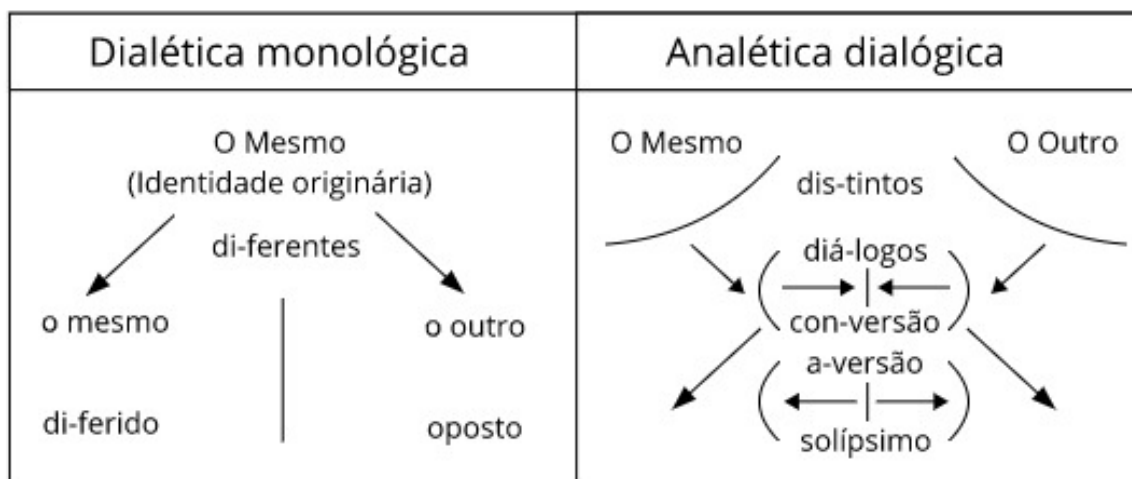 Dialética monológica
O Mesmo
(Identidade originária)
di-ferentes
o mesmo
o outro
di-ferido
oposto
Analética dialógica
O Mesmo
O Outro
dis-tintos
diá-logos
con-versão
a-versão
solípsimo